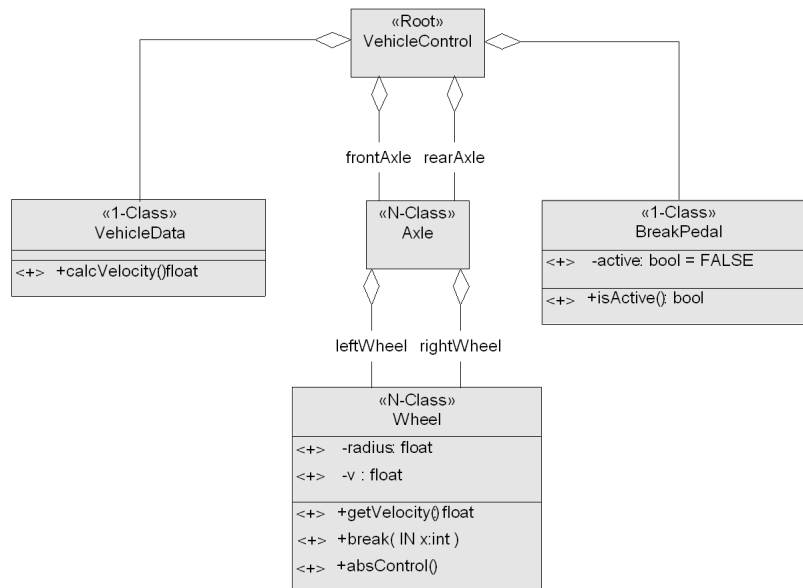 «Root»
VehicleControl
frontAxle rearAxle
«1-Class»
VehicleData
<+> +calcVelocity()float
«N-Class»
Axle
«1-Class»
BreakPedal
<+> -active: bool = FALSE
<+> +isActive(): bool
leftWheel rightWheel
«N-Class»
Wheel
<+> -radius: float
<+> -v : float
<+> +getVelocity() float
<+> +break( IN x:int )
<+> +absControl()